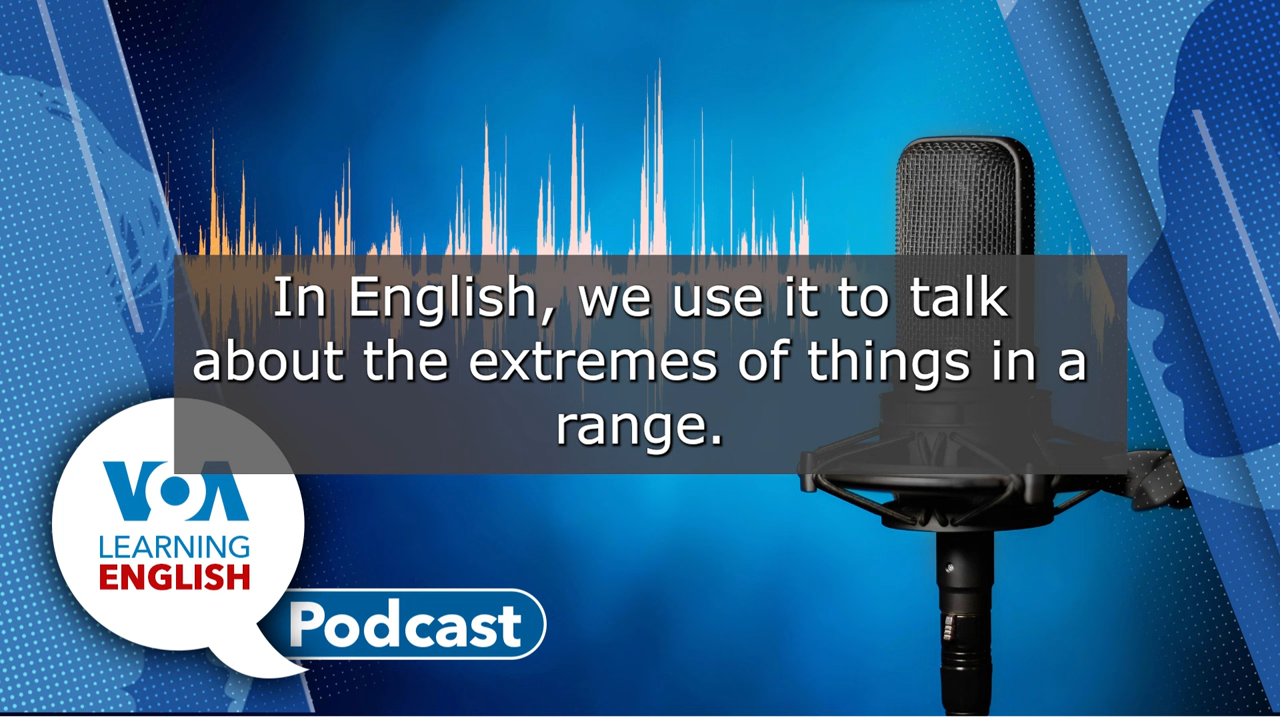 In English, we use it to talk
about the extremes of things in a
range.
VOA
LEARNING
ENGLISH
Podcast